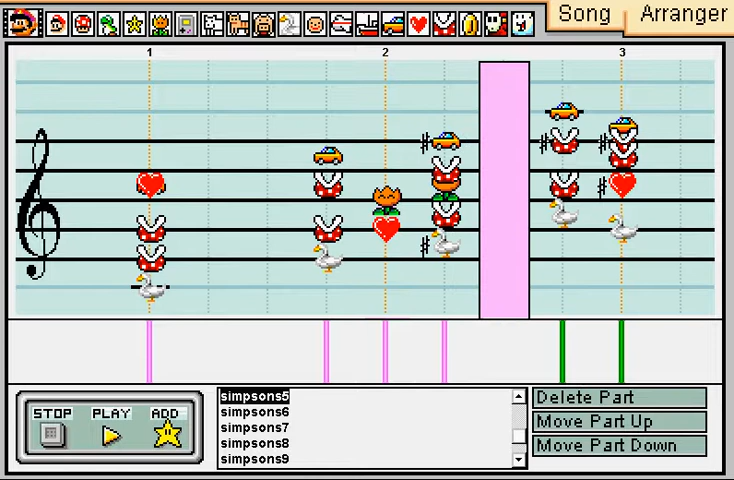 Song
Arranger
1
2
3
STOP
PLAY
ADD
simpsons5
simpsons6
simpsons7
simpsons8
simpsons9
Delete Part
Move Part Up
Move Part Down